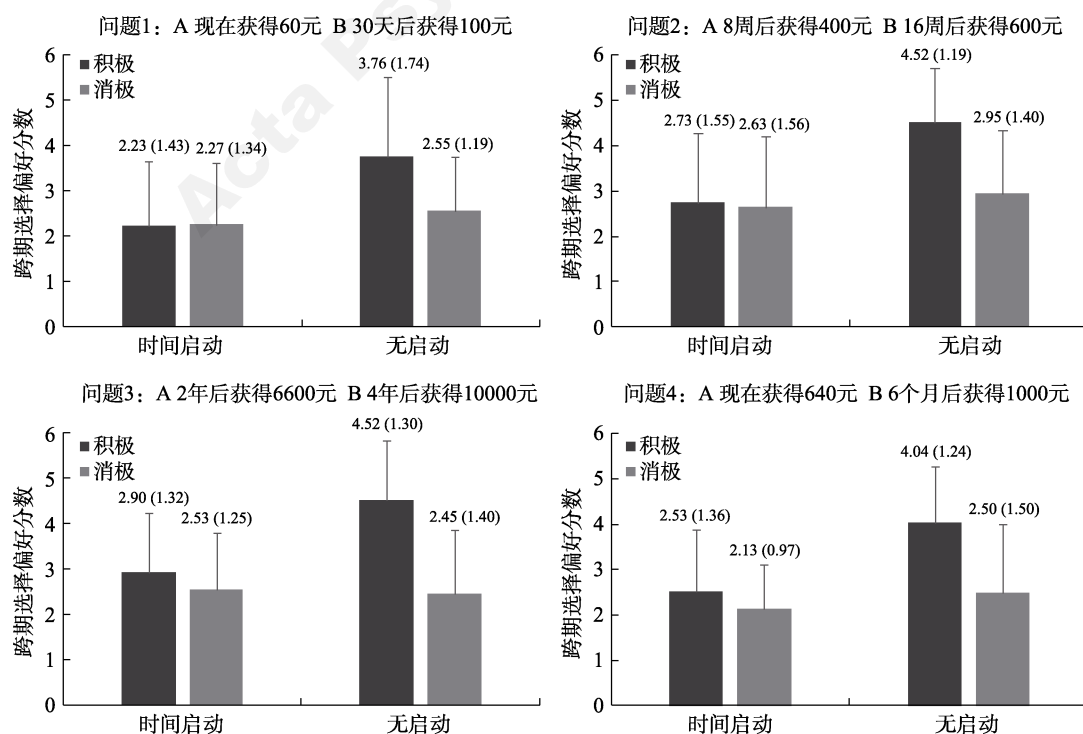 问题1：A 现在获得60元 B 30天后获得100元
6
5
4
3
2
1
0
跨期选择偏好分数
积极
消极
2.23 (1.43)
2.27 (1.34)
3.76 (1.74)
2.55 (1.19)
时间启动
无启动
问题2：A 8周后获得400元 B 16周后获得600元
6
5
4
3
2
1
0
跨期选择偏好分数
积极
消极
2.73 (1.55)
2.63 (1.56)
4.52 (1.19)
2.95 (1.40)
时间启动
无启动
问题3：A 2年后获得6600元 B 4年后获得10000元
6
5
4
3
2
1
0
跨期选择偏好分数
积极
消极
2.90 (1.32)
2.53 (1.25)
4.52 (1.30)
2.45 (1.40)
时间启动
无启动
问题4：A 现在获得640元 B 6个月后获得1000元
6
5
4
3
2
1
0
跨期选择偏好分数
积极
消极
2.53 (1.36)
2.13 (0.97)
4.04 (1.24)
2.50 (1.50)
时间启动
无启动
Acta